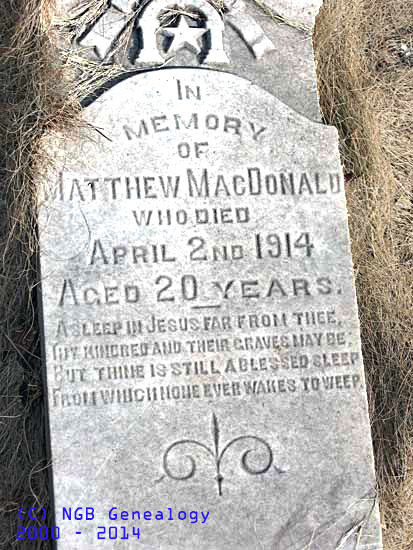 IN
MEMORY
OF
MATTHEW MACDONALD
WHO DIED
APRIL 2ND 1914
AGED 20 YEARS.
ASLEEP IN JESUS FAR FROM THEE,
THY KINDRED AND THEIR GRAVES MAY BE;
BUT THINE IS STILL A BLESSED SLEEP
FROM WHICH NONE EVER WAKES TO WEEP.
(C) NGB Genealogy
2000 - 2014